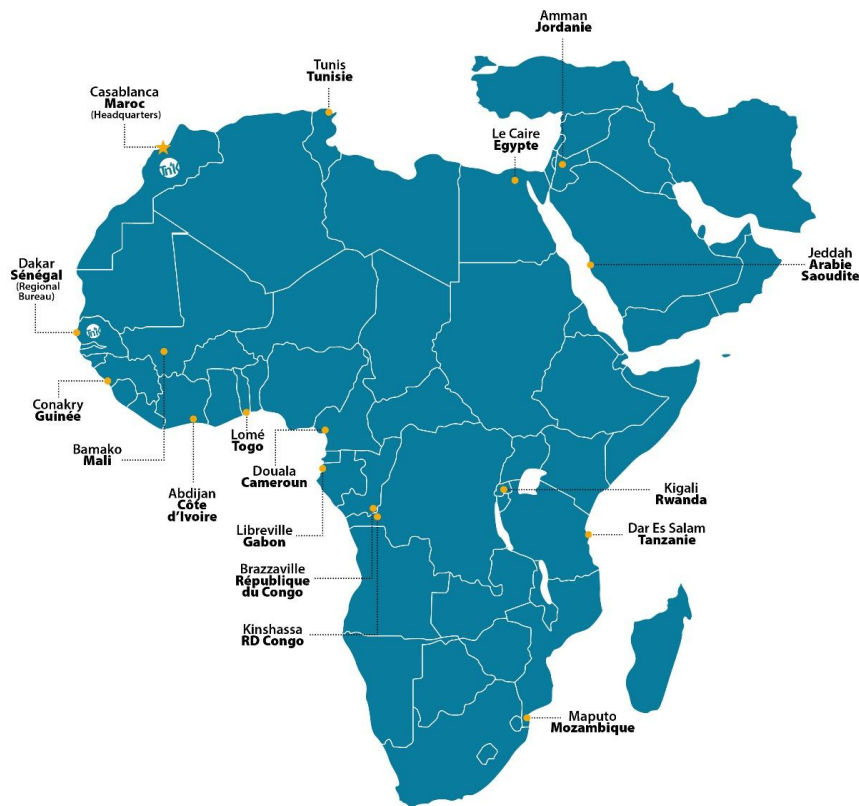 Amman
Jordanie
Tunis
Tunisie
Casablanca
Maroc
(Headquarters)
Le Caire
Egypte
Dakar
Sénégal
(Regional
Bureau)
Jeddah
Arabie
Saoudite
Conakry
Guinée
Bamako
Mali
Lomé
Togo
Abdijan
Côte
d'Ivoire
Douala
Cameroun
Kigali
Rwanda
Libreville
Gabon
Dar Es Salam
Tanzanie
Brazzaville
République
du Congo
Kinshassa
RD Congo
Maputo
Mozambique